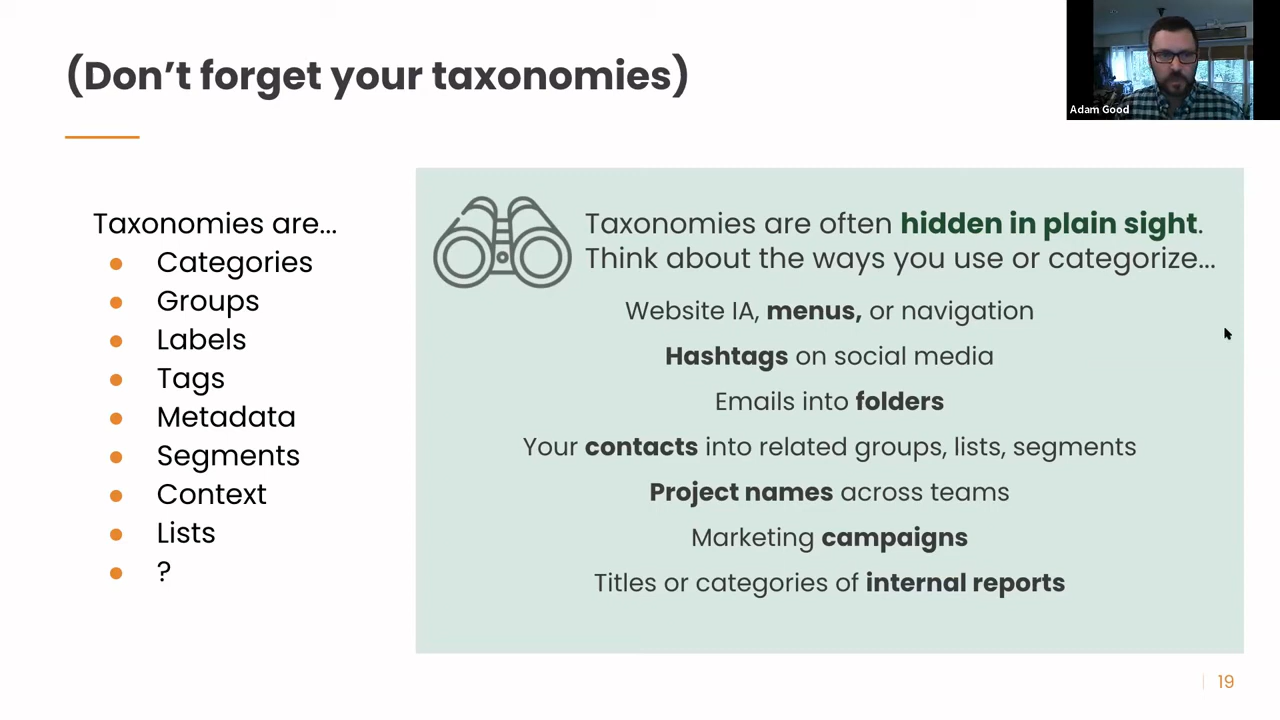 (Don’t forget your taxonomies)
Adam Good
Taxonomies are...
● Categories
● Groups
● Labels
● Tags
● Metadata
● Segments
● Context
● Lists
● ?
Taxonomies are often hidden in plain sight.
Think about the ways you use or categorize...
Website IA, menus, or navigation
Hashtags on social media
Emails into folders
Your contacts into related groups, lists, segments
Project names across teams
Marketing campaigns
Titles or categories of internal reports
19